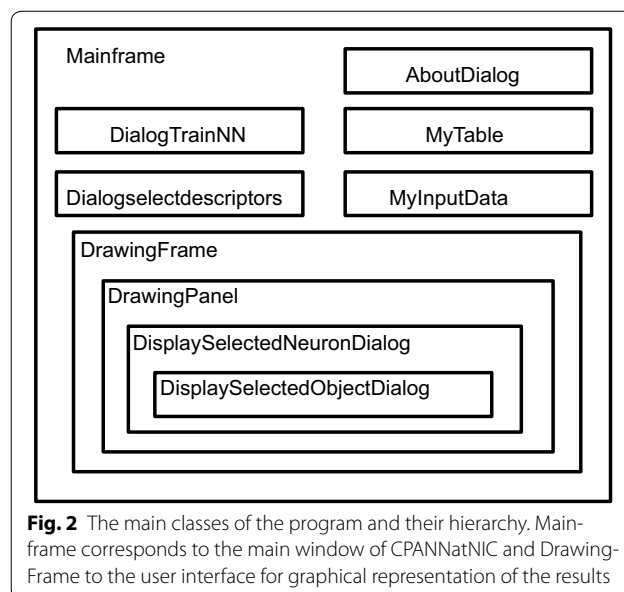 Mainframe
AboutDialog
DialogTrainNN
MyTable
Dialogselectdescriptors
MyInputData
DrawingFrame
DrawingPanel
DisplaySelectedNeuronDialog
DisplaySelectedObjectDialog
Fig. 2 The main classes of the program and their hierarchy. Main-
frame corresponds to the main window of CPANNatNIC and Drawing-
Frame to the user interface for graphical representation of the results